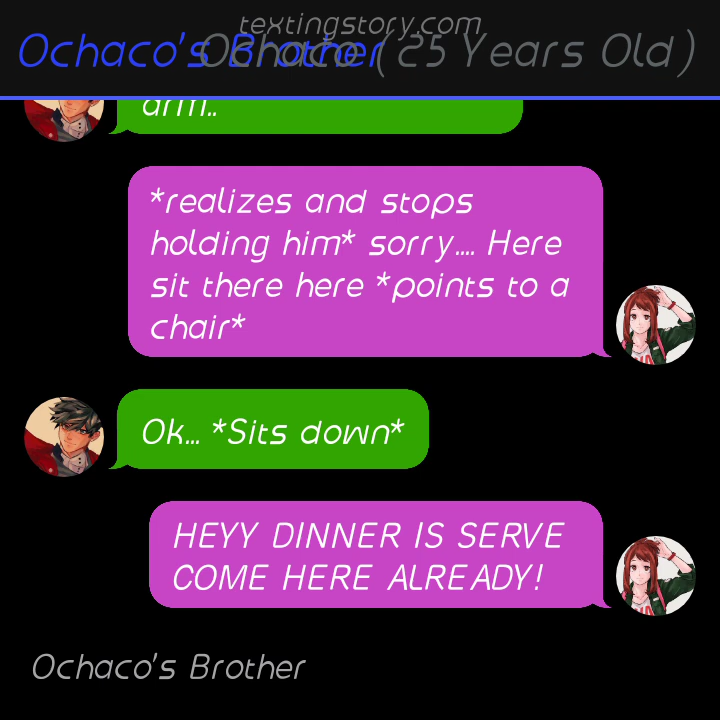 textingstory.com
Ochaco's Brother
Ochaco (25 Years Old)
arm..
*realizes and stops
holding him* sorry.... Here
sit there here *points to a
chair*
Ok... *Sits down*
HEYY DINNER IS SERVE
COME HERE ALREADY!
Ochaco's Brother